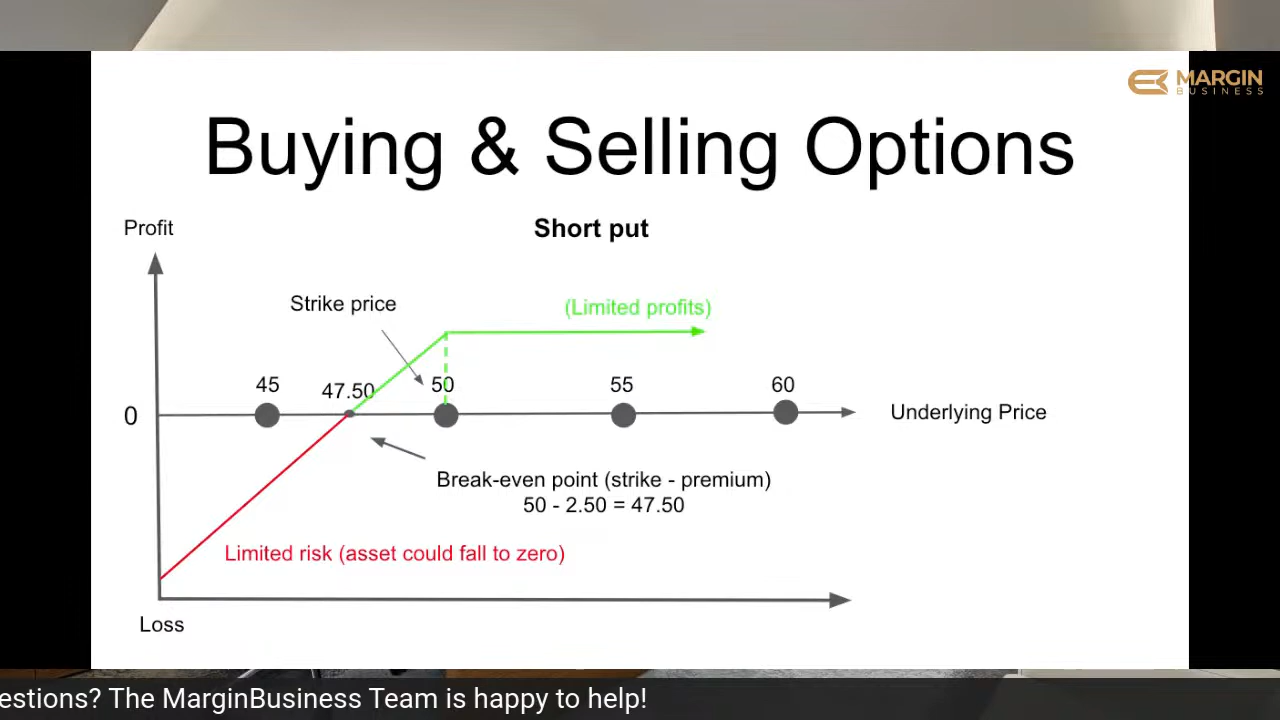 MARGIN
BUSINESS
Buying & Selling Options
Profit
Short put
Strike price
(Limited profits)
45
47.50
50
55
60
0
Underlying Price
Break-even point (strike - premium)
50 - 2.50 = 47.50
Limited risk (asset could fall to zero)
Loss
estions? The MarginBusiness Team is happy to help!